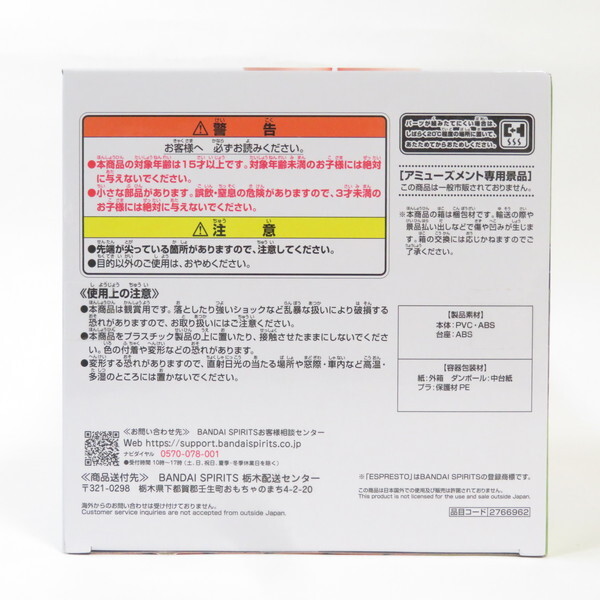 ⚠警告
お客様へ 必ずお読みください。
●本商品の対象年齢は15才以上です。対象年齢未満のお子様には絶対
に与えないでください。
●小さな部品があります。誤飲・窒息の危険がありますので、3才未満の
お子様には絶対に与えないでください。
⚠注意
●先端が尖っている箇所がありますので、注意してください。
●目的以外のご使用は、おやめください。
《使用上の注意》
●本商品は観賞用です。落としたり強いショックなど乱暴な扱いにより破損する
恐れがありますので、お取り扱いにはご注意ください。
●本商品をプラスチック製品の上に置いたり、接触させたままにしないでくだ
さい。色の付着や変形などの恐れがあります。
●変形する恐れがありますので、直射日光の当たる場所や窓際・車内など高温・
多湿のところには置かないでください。
パーツが組みたてにくい場合は、
しばらく20℃程度の場所に置いて、
あたためてからおためしください。
【アミューズメント専用景品】
この商品は一般市販されておりません。
※本商品の箱は梱包材です。輸送の際や
景品払い出しなどで傷や凹みが生じま
す。箱の交換には応じかねますのでご
了承ください。
【製品素材】
本体:PVC・ABS
台座:ABS
【容器包装材】
紙:外箱 ダンボール:中台紙
プラ:保護材PE
≪お問い合わせ先≫ BANDAI SPIRITSお客様相談センター
Web https://support.bandaispirits.co.jp
ナビダイヤル 0570-078-001
●受付時間 10時〜17時 (土、日、祝日、夏季・冬季休業日を除く)
≪商品送付先≫ BANDAI SPIRITS 栃木配送センター
〒321-0298 栃木県下都賀郡壬生町おもちゃのまち4-2-20
海外からのお問い合わせは受け付けておりません。
Customer service inquiries are not accepted from outside Japan.
※「ESPRESTO」はBANDAI SPIRITSの登録商標です。
この商品は日本国外での使用及び販売は許諾されておりません。
This product is not licensed for the use and sale outside Japan.
品目コード 2766962